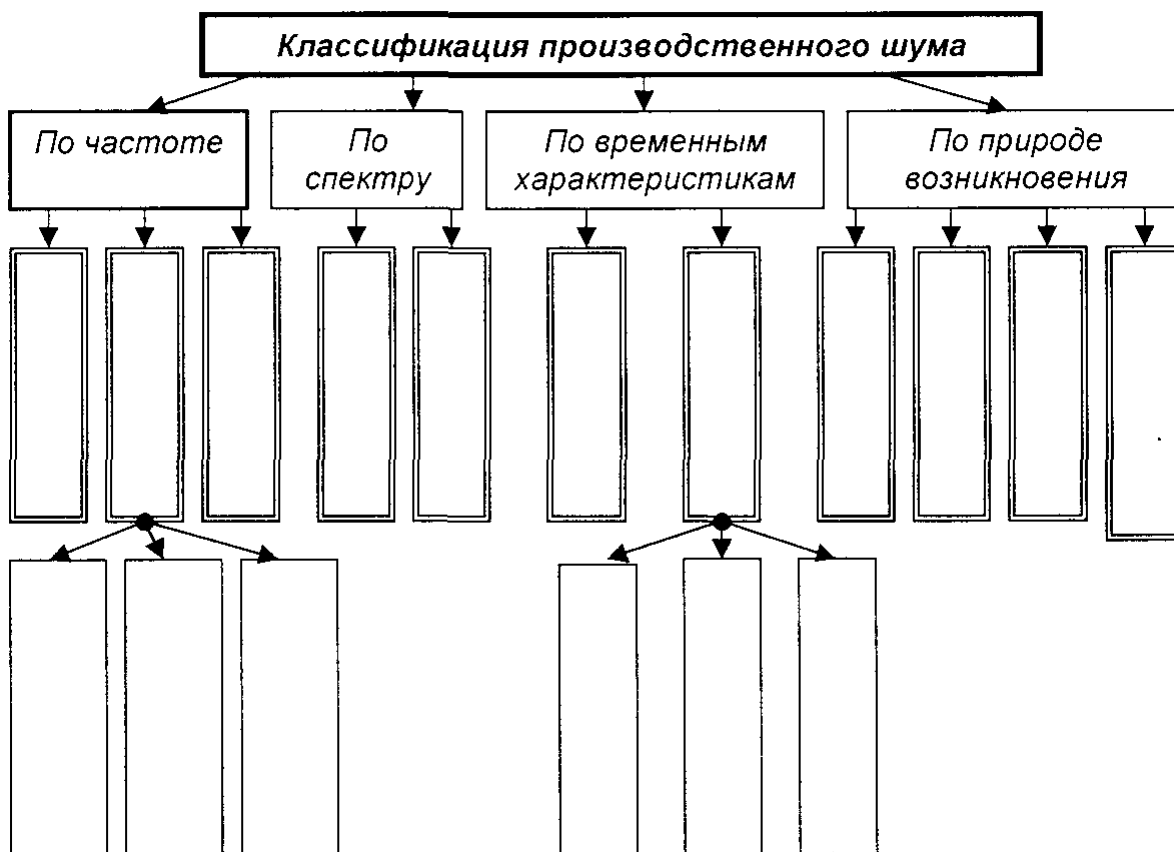 Классификация производственного шума
По частоте
По
спектру
По временным
характеристикам
По природе
возникновения